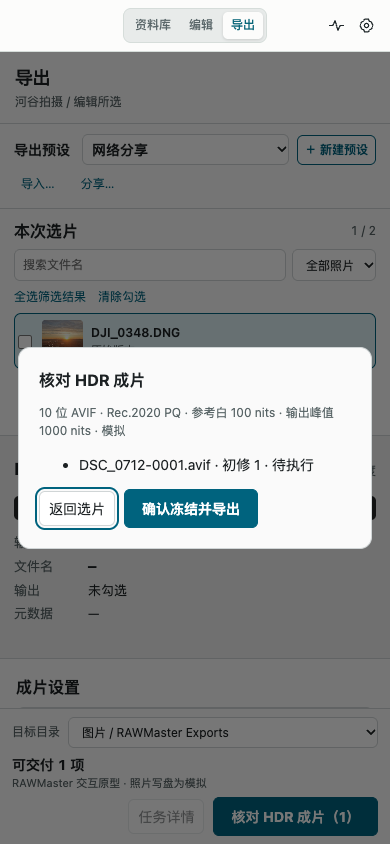 资料库 编辑 导出
导出
河谷拍摄 / 编辑所选
导出预设 网络分享 + 新建预设
导入... 分享...
本次选片 1 / 2
搜索文件名 全部照片
全选筛选结果 清除勾选
DJI_0348.DNG
核对 HDR 成片
10 位 AVIF · Rec.2020 PQ · 参考白 100 nits · 输出峰值
1000 nits · 模拟
• DSC_0712-0001.avif · 初修 1 · 待执行
返回选片 确认冻结并导出
文件名 —
输出 未勾选
元数据 —
成片设置
目标目录 图片 / RAWMaster Exports
可交付 1 项
RAWMaster 交互原型 · 照片写盘为模拟
任务详情 核对 HDR 成片（1）